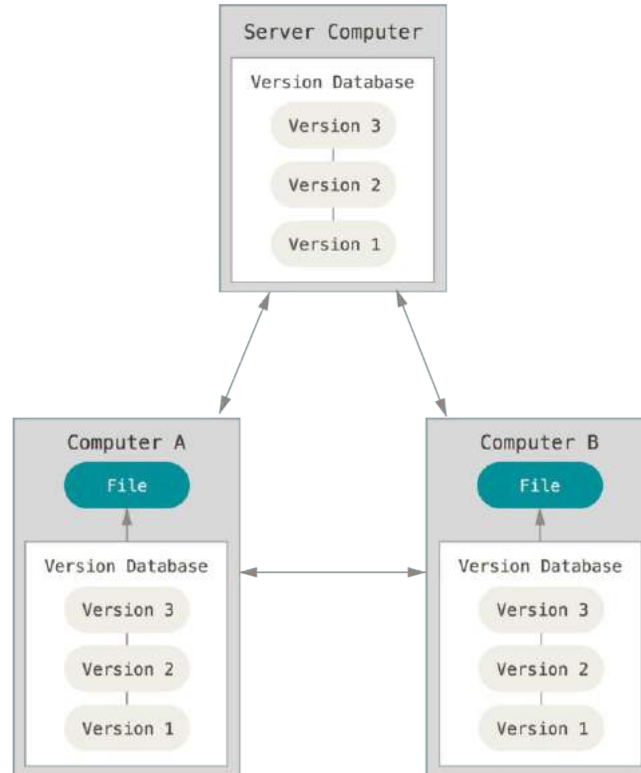 Server Computer
Version Database
Version 3
Version 2
Version 1
Computer A
File
Version Database
Version 3
Version 2
Version 1
Computer B
File
Version Database
Version 3
Version 2
Version 1